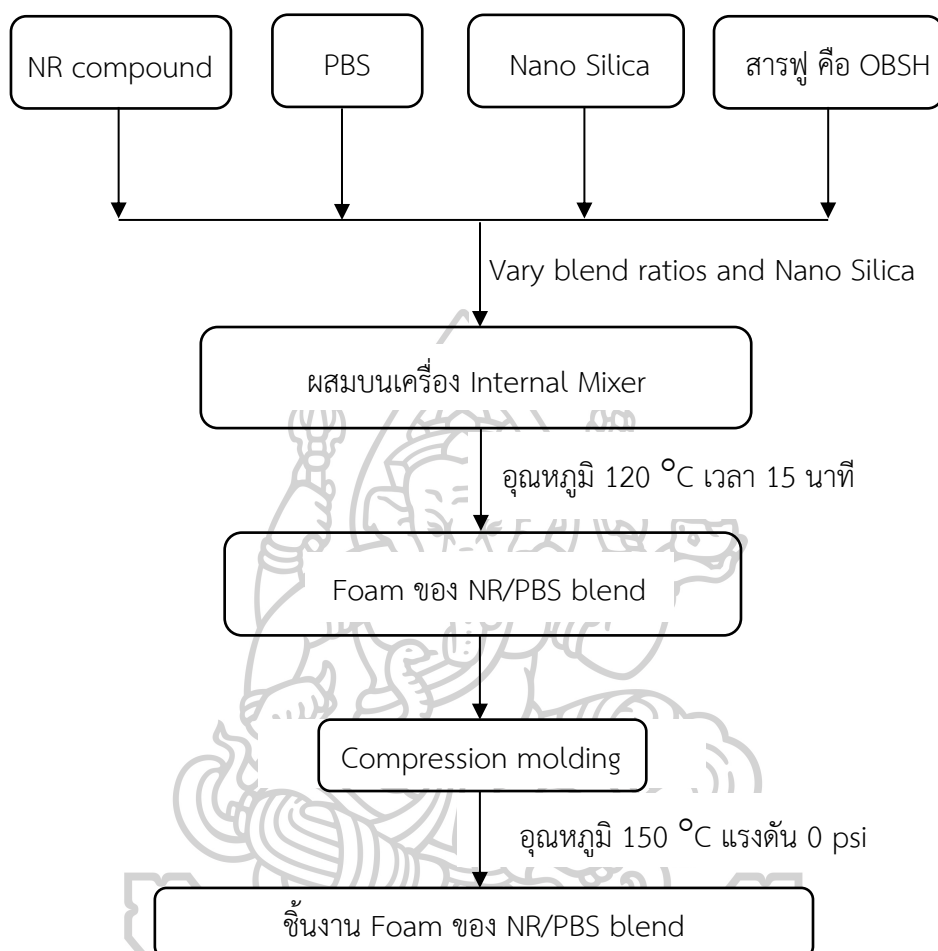 NR compound
PBS
Nano Silica
สารฟู คือ OBSH
Vary blend ratios and Nano Silica
ผสมบนเครื่อง Internal Mixer
อุณหภูมิ 120 °C เวลา 15 นาที
Foam ของ NR/PBS blend
Compression molding
อุณหภูมิ 150 °C แรงดัน 0 psi
ชิ้นงาน Foam ของ NR/PBS blend